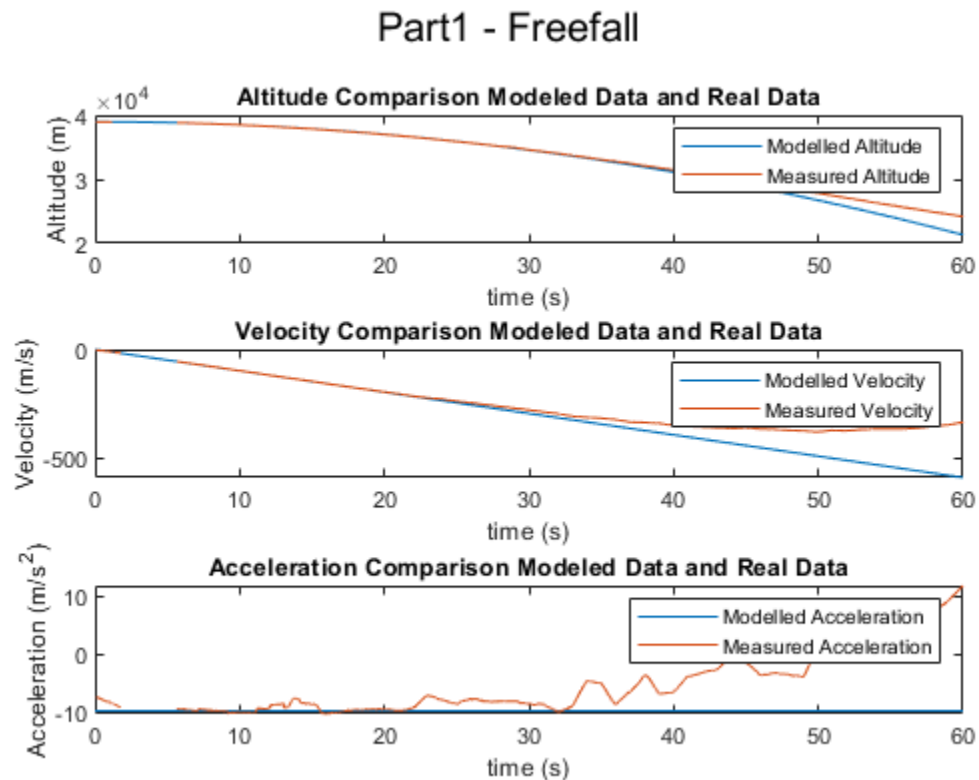 Part1 - Freefall
Altitude Comparison Modeled Data and Real Data
×10^4
Altitude (m)
4
3
2
Modelled Altitude
Measured Altitude
0 10 20 30 40 50 60
time (s)
Velocity Comparison Modeled Data and Real Data
Velocity (m/s)
0
-500
Modelled Velocity
Measured Velocity
0 10 20 30 40 50 60
time (s)
Acceleration Comparison Modeled Data and Real Data
Acceleration (m/s^2)
10
0
-10
Modelled Acceleration
Measured Acceleration
0 10 20 30 40 50 60
time (s)